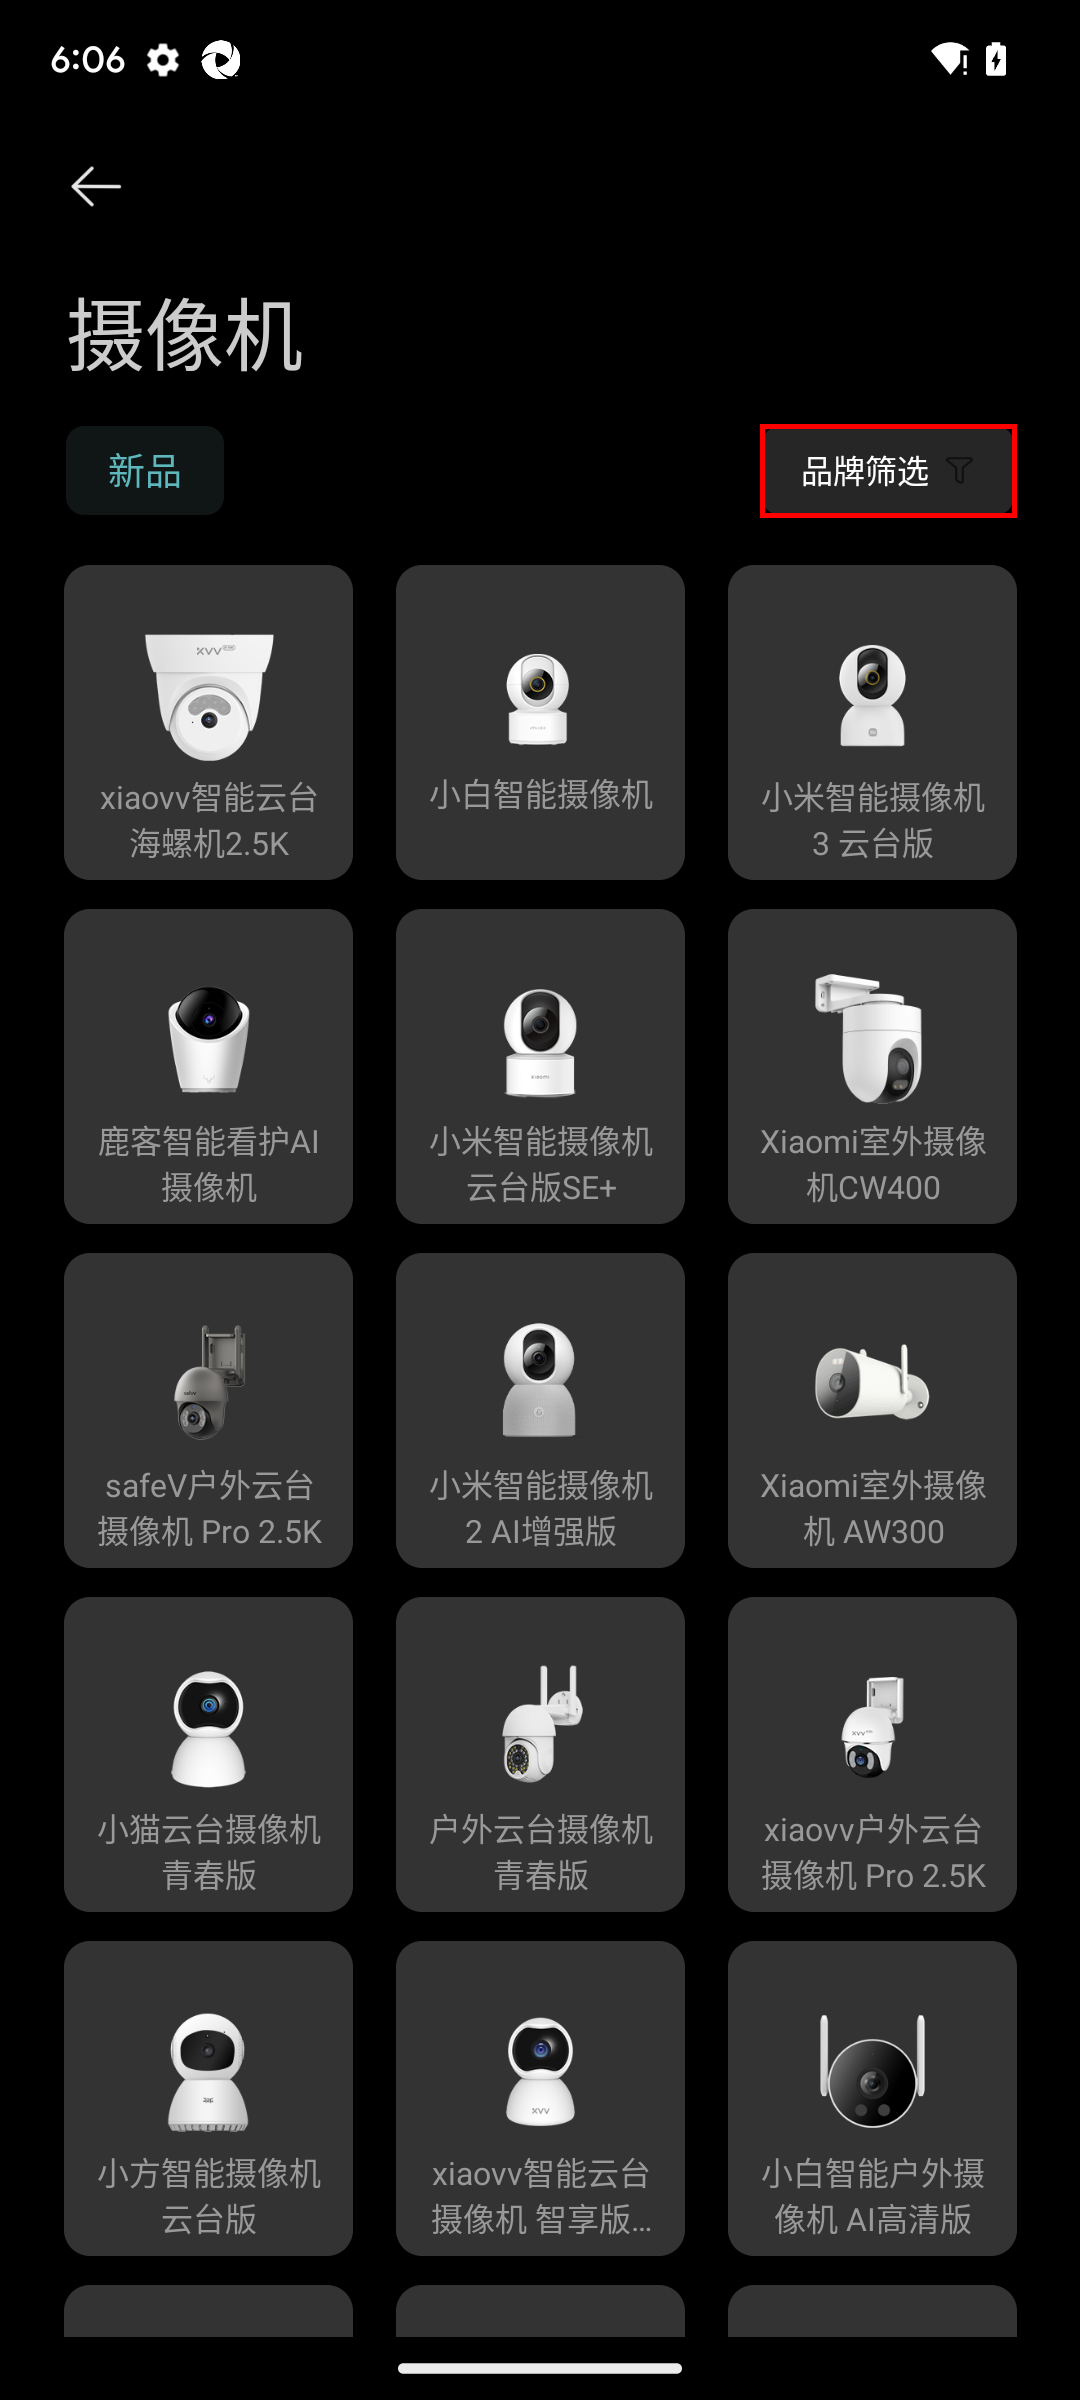 6:06
摄像机
新品
品牌筛选
xiaovv智能云台
海螺机2.5K
小白智能摄像机
小米智能摄像机
3 云台版
鹿客智能看护AI
摄像机
小米智能摄像机
云台版SE+
Xiaomi室外摄像
机CW400
safeV户外云台
摄像机 Pro 2.5K
小米智能摄像机
2 AI增强版
Xiaomi室外摄像
机 AW300
小猫云台摄像机
青春版
户外云台摄像机
青春版
xiaovv户外云台
摄像机 Pro 2.5K
小方智能摄像机
云台版
xiaovv智能云台
摄像机 智享版...
小白智能户外摄
像机 AI高清版